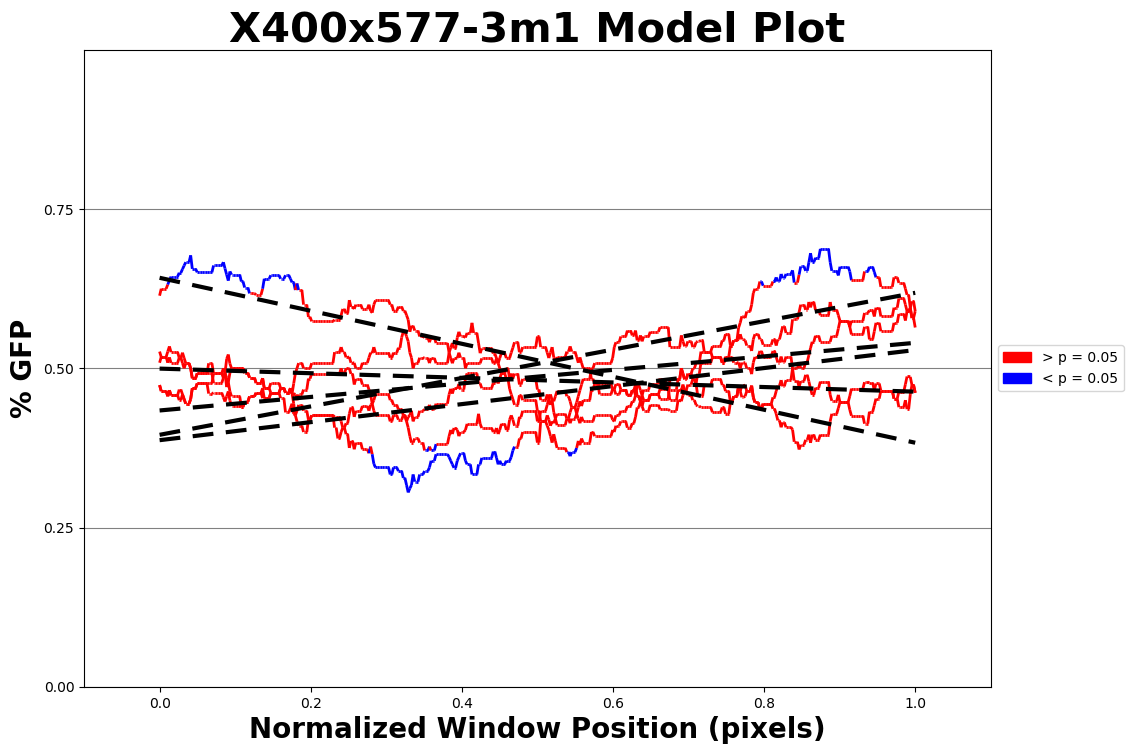 X400x577-3m1 Model Plot
% GFP
0.75
0.50
0.25
0.00
0.0 0.2 0.4 0.6 0.8 1.0
Normalized Window Position (pixels)
> p = 0.05
< p = 0.05